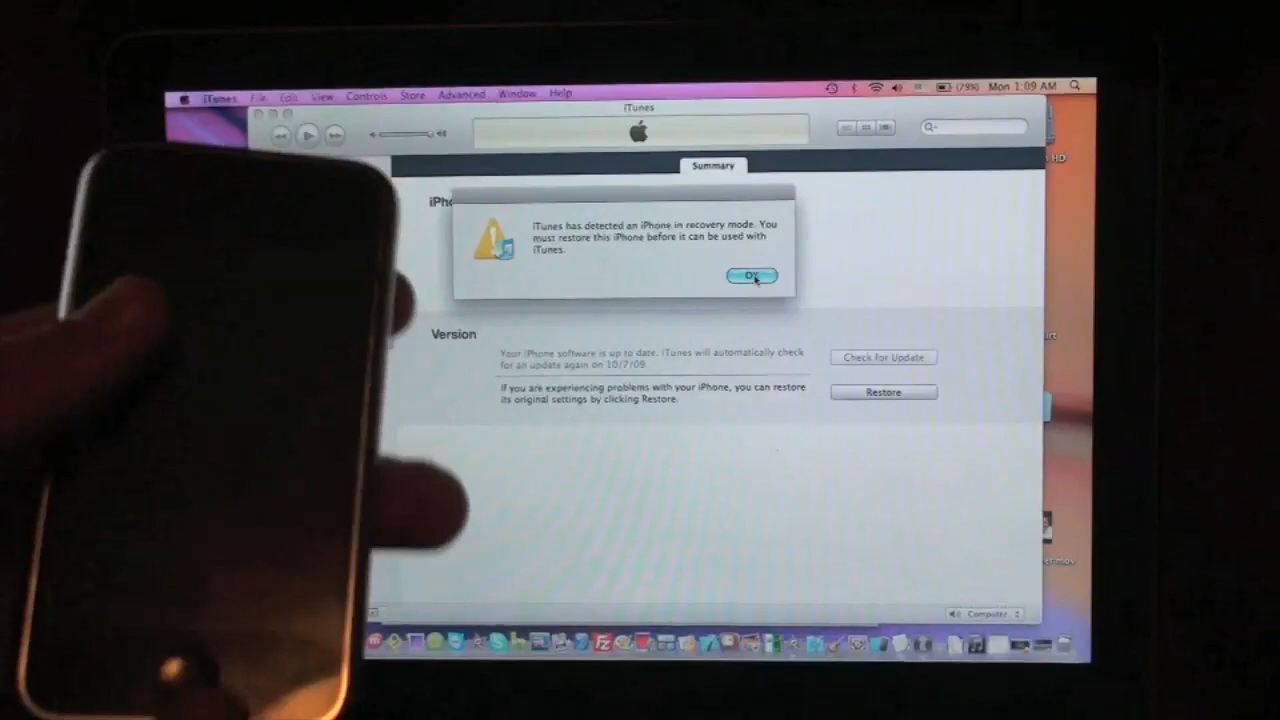 iTunes File Edit View Controls Store Advanced Window Help (79%) Mon 1:09 AM
iTunes
HD
Summary
iPho
iTunes has detected an iPhone in recovery mode. You
must restore this iPhone before it can be used with
iTunes.
OK
Version
Your iPhone software is up to date. iTunes will automatically check
for an update again on 10/7/09
Check for Update
If you are experiencing problems with your iPhone, you can restore
its original settings by clicking Restore.
Restore
Computer